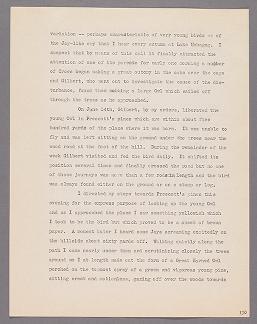 variation -- perhaps characteristic of very young birds -- of
the Jay-like cry that I hear every autumn at Lake Umbagog. I
suspect that by means of this call it finally attracted the
attention of one of its parents for early one morning a number
of Crows began making a great outcry in the oaks over the cage
and Gilbert, who went out to investigate the cause of the dis-
turbance, found them mobbing a large Owl which sailed off
through the trees as he approached.
On June 14th, Gilbert, by my orders, liberated the
young Owl in Prescott's pines which are within about five
hundred yards of the place where it was born. It was unable to
fly and was left sitting on the ground under the trees near the
wood road at the foot of the hill. During the remainder of the
week Gilbert visited and fed the bird daily. It shifted its
position several times and finally crossed the road but no one
of these journeys was more than a few rods in length and the bird
was always found either on the ground or on a stump or log.
I directed my steps towards Prescott's pines this
evening for the express purpose of looking up the young Owl
and as I approached the place I saw something yellowish which
I took to be the bird but which proved to be a sheet of brown
paper. A moment later I heard some Jays screaming excitedly on
the hillside about sixty yards off. Walking quietly along the
path I came nearly under them and scrutinizing closely the trees
around me I at length made out the form of a Great Horned Owl
perched on the topmost spray of a green and vigorous young pine,
sitting erect and motionless, gazing off over the woods towards